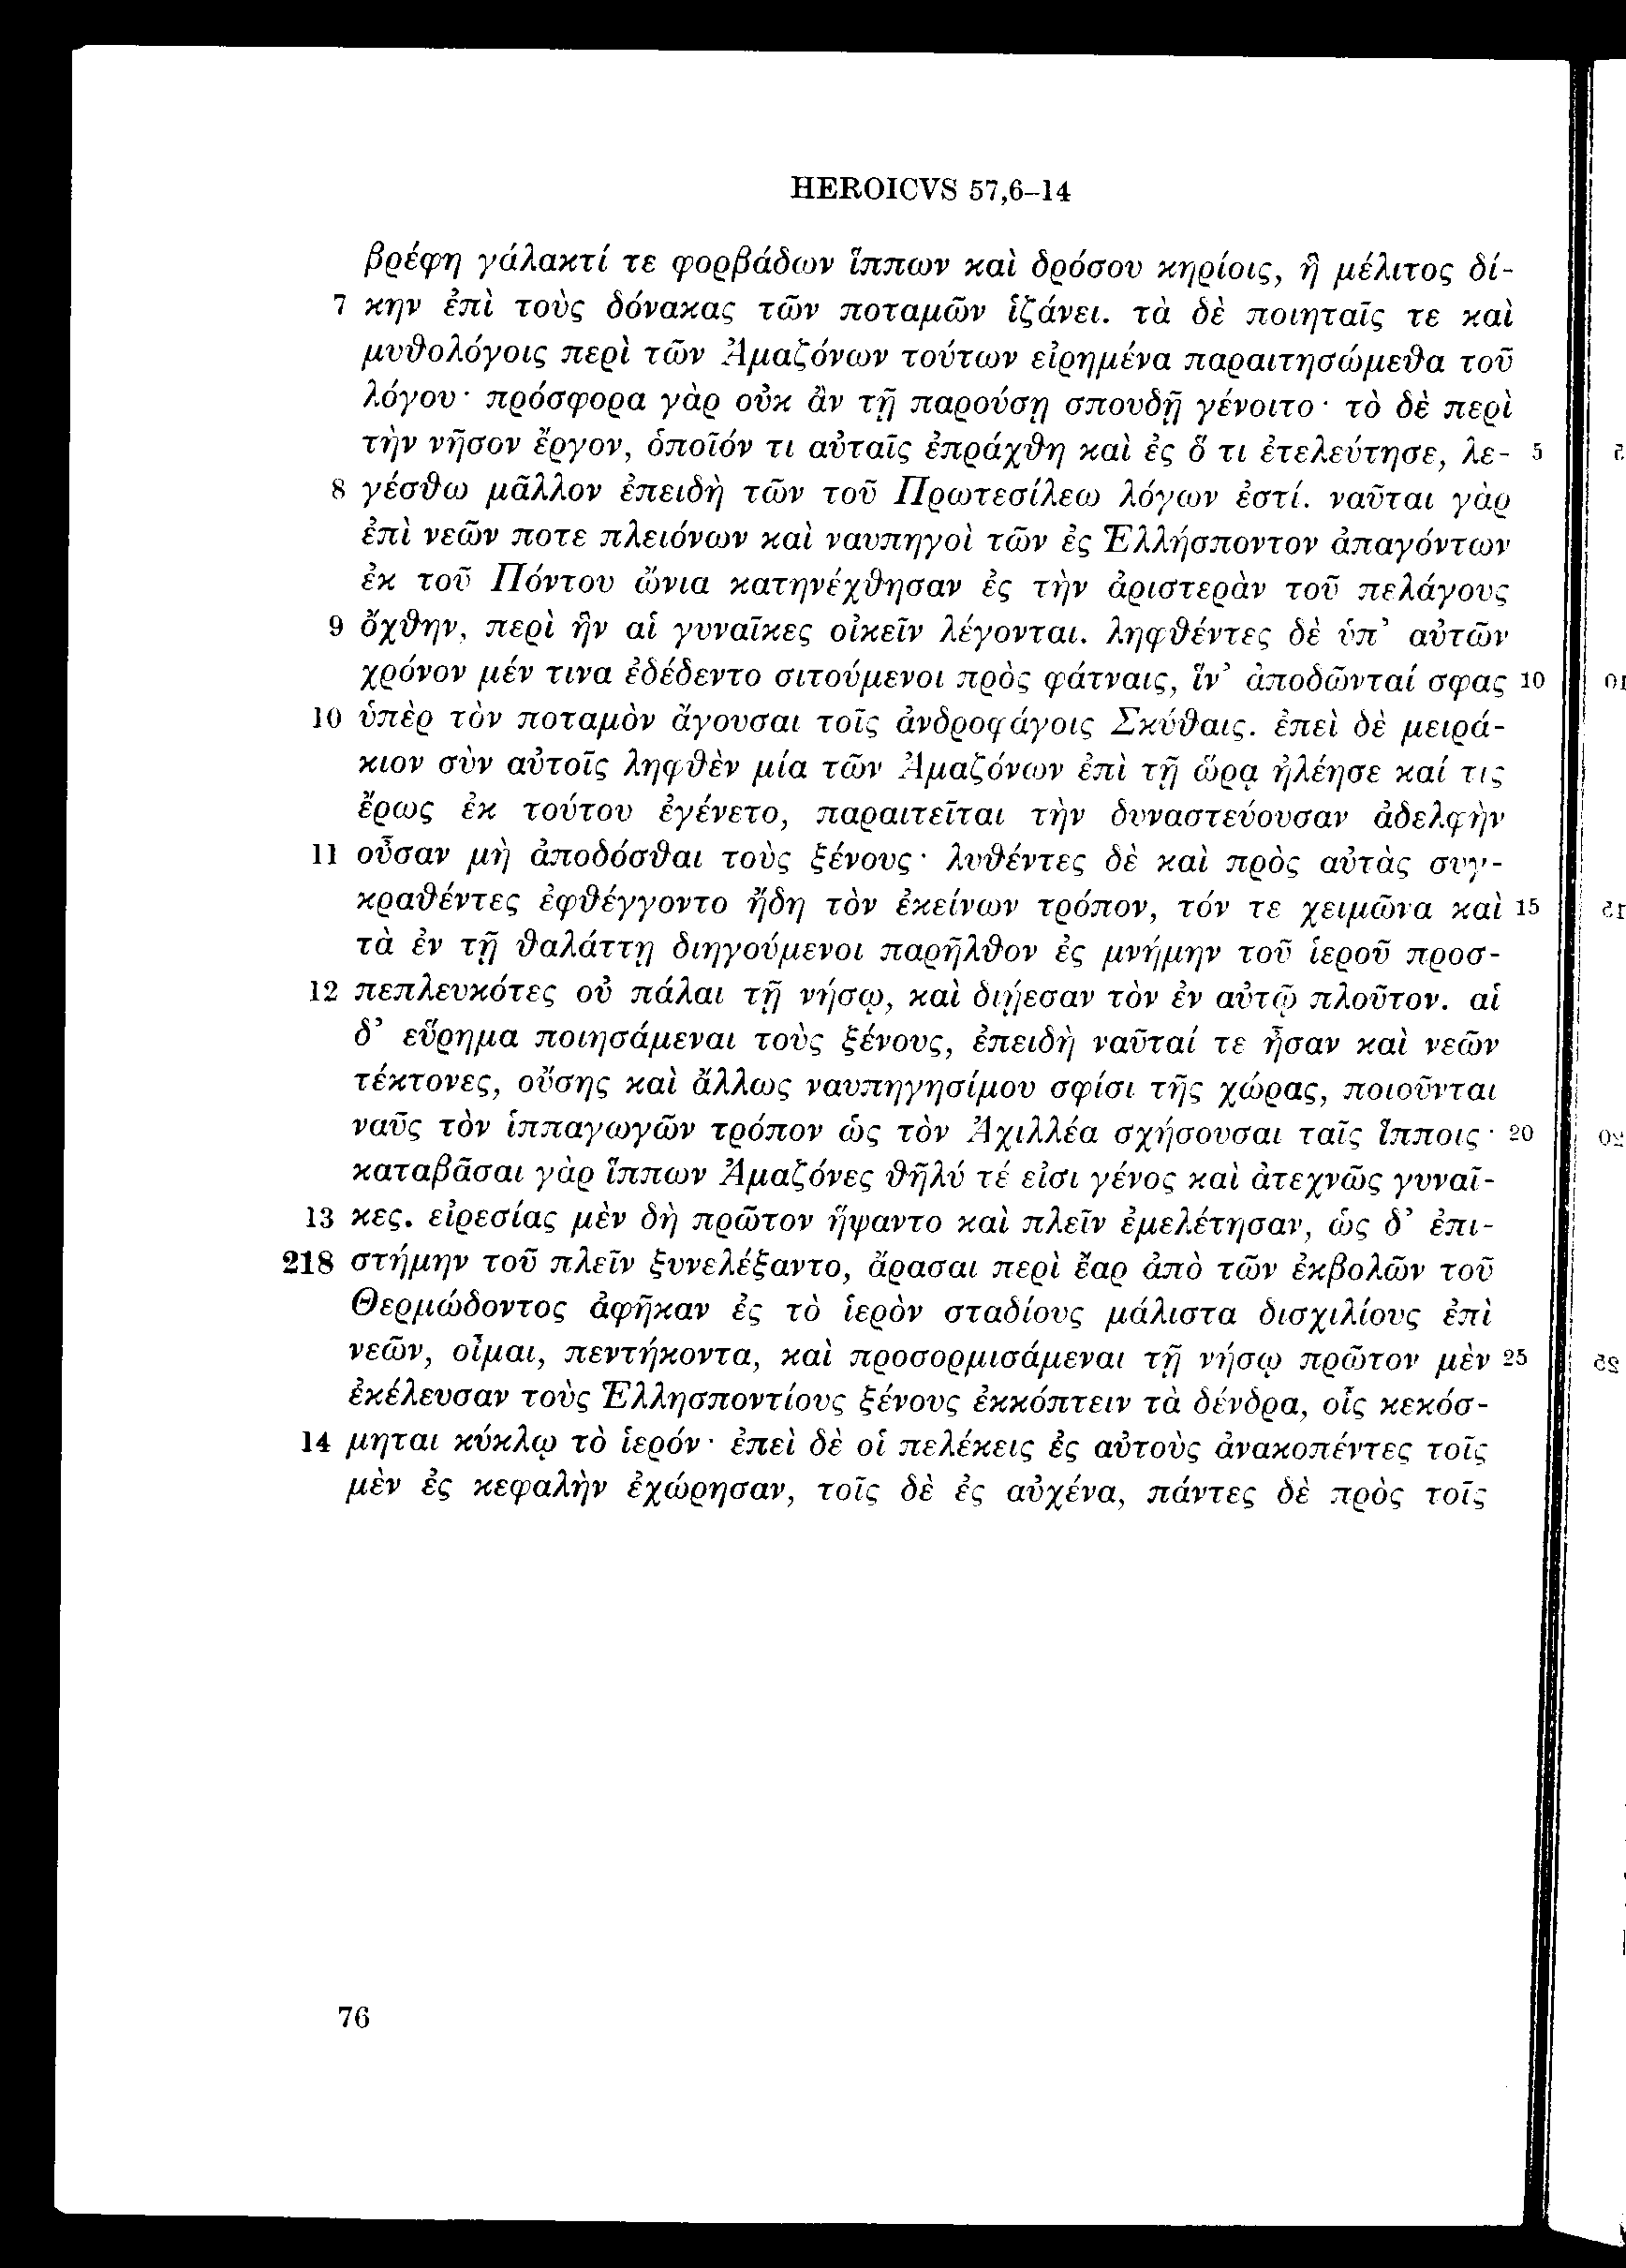 HEROICVS 57,6–14
βρέφη γάλακτί τε φορβάδων ἵππων καὶ δρόσου κηρίοις, ἣ μέλιτος δί-
7 κην ἐπὶ τοὺς δόνακας τῶν ποταμῶν ἱζάνει. τὰ δὲ ποιηταῖς τε καὶ
μυθολόγοις περὶ τῶν Ἀμαζόνων τούτων εἰρημένα παραιτησώμεθα τοῦ
λόγου· πρόσφορα γὰρ οὐκ ἂν τῇ παρούσῃ σπουδῇ γένοιτο· τὸ δὲ περὶ
τὴν νῆσον ἔργον, ὁποῖόν τι αὐταῖς ἐπράχθη καὶ ἐς ὅ τι ἐτελεύτησε, λε- 5
8 γέσθω μᾶλλον ἐπειδὴ τῶν τοῦ Πρωτεσίλεω λόγων ἐστί. ναῦται γὰρ
ἐπὶ νεῶν ποτε πλειόνων καὶ ναυπηγοὶ τῶν ἐς Ἑλλήσποντον ἀπαγόντων
ἐκ τοῦ Πόντου ὤνια κατηνέχθησαν ἐς τὴν ἀριστερὰν τοῦ πελάγους
9 ὄχθην, περὶ ἣν αἱ γυναῖκες οἰκεῖν λέγονται. ληφθέντες δὲ ὑπ’ αὐτῶν
χρόνον μέν τινα ἐδέδεντο σιτούμενοι πρὸς φάτναις, ἵν’ ἀποδῶνταί σφας 10
10 ὑπὲρ τὸν ποταμὸν ἄγουσαι τοῖς ἀνδροφάγοις Σκύθαις. ἐπεὶ δὲ μειρά-
κιον σὺν αὐτοῖς ληφθὲν μία τῶν Ἀμαζόνων ἐπὶ τῇ ὥρᾳ ἠλέησε καί τις
ἔρως ἐκ τούτου ἐγένετο, παραιτεῖται τὴν δυναστεύουσαν ἀδελφὴν
11 οὖσαν μὴ ἀποδόσθαι τοὺς ξένους· λυθέντες δὲ καὶ πρὸς αὐτὰς συγ-
κραθέντες ἐφθέγγοντο ἤδη τὸν ἐκείνων τρόπον, τόν τε χειμῶνα καὶ 15
τὰ ἐν τῇ θαλάττῃ διηγούμενοι παρῆλθον ἐς μνήμην τοῦ ἱεροῦ προσ-
12 πεπλευκότες οὐ πάλαι τῇ νήσῳ, καὶ διῄεσαν τὸν ἐν αὐτῷ πλοῦτον. αἱ
δ’ εὕρημα ποιησάμεναι τοὺς ξένους, ἐπειδὴ ναῦταί τε ἦσαν καὶ νεῶν
τέκτονες, οὔσης καὶ ἄλλως ναυπηγησίμου σφίσι τῆς χώρας, ποιοῦνται
ναῦς τὸν ἱππαγωγῶν τρόπον ὡς τὸν Ἀχιλλέα σχήσουσαι ταῖς ἵπποις· 20
καταβᾶσαι γὰρ ἵππων Ἀμαζόνες θῆλύ τέ εἰσι γένος καὶ ἀτεχνῶς γυναῖ-
13 κες. εἰρεσίας μὲν δὴ πρῶτον ἥψαντο καὶ πλεῖν ἐμελέτησαν, ὡς δ’ ἐπι-
218 στήμην τοῦ πλεῖν ξυνελέξαντο, ἄρασαι περὶ ἔαρ ἀπὸ τῶν ἐκβολῶν τοῦ
Θερμώδοντος ἀφῆκαν ἐς τὸ ἱερὸν σταδίους μάλιστα δισχιλίους ἐπὶ
νεῶν, οἶμαι, πεντήκοντα, καὶ προσορμισάμεναι τῇ νήσῳ πρῶτον μὲν 25
ἐκέλευσαν τοὺς Ἑλλησποντίους ξένους ἐκκόπτειν τὰ δένδρα, οἷς κεκόσ-
14 μηται κύκλῳ τὸ ἱερόν· ἐπεὶ δὲ οἱ πελέκεις ἐς αὐτοὺς ἀνακοπέντες τοῖς
μὲν ἐς κεφαλὴν ἐχώρησαν, τοῖς δὲ ἐς αὐχένα, πάντες δὲ πρὸς τοῖς
76